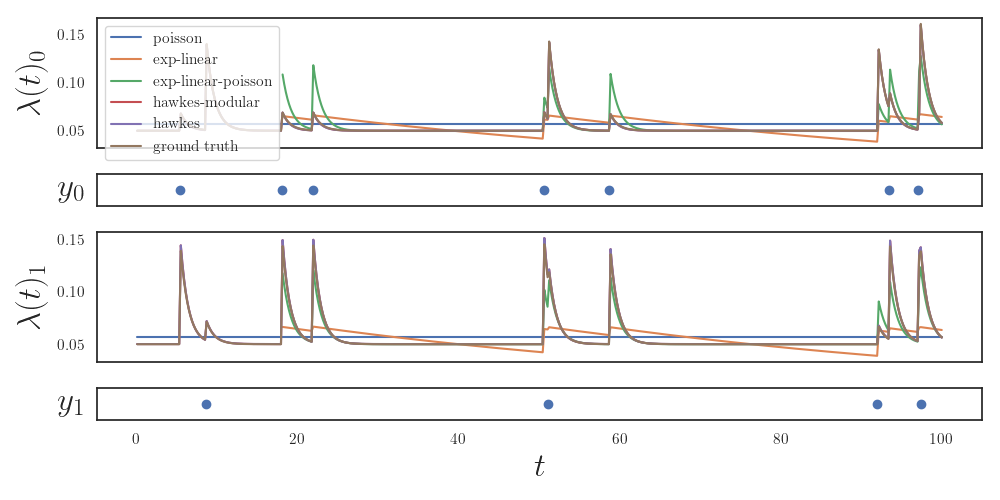 λ(t)₀
0.15
0.10
0.05
poisson
exp-linear
exp-linear-poisson
hawkes-modular
hawkes
ground truth
y₀
λ(t)₁
0.15
0.10
0.05
y₁
0 20 40 60 80 100
t